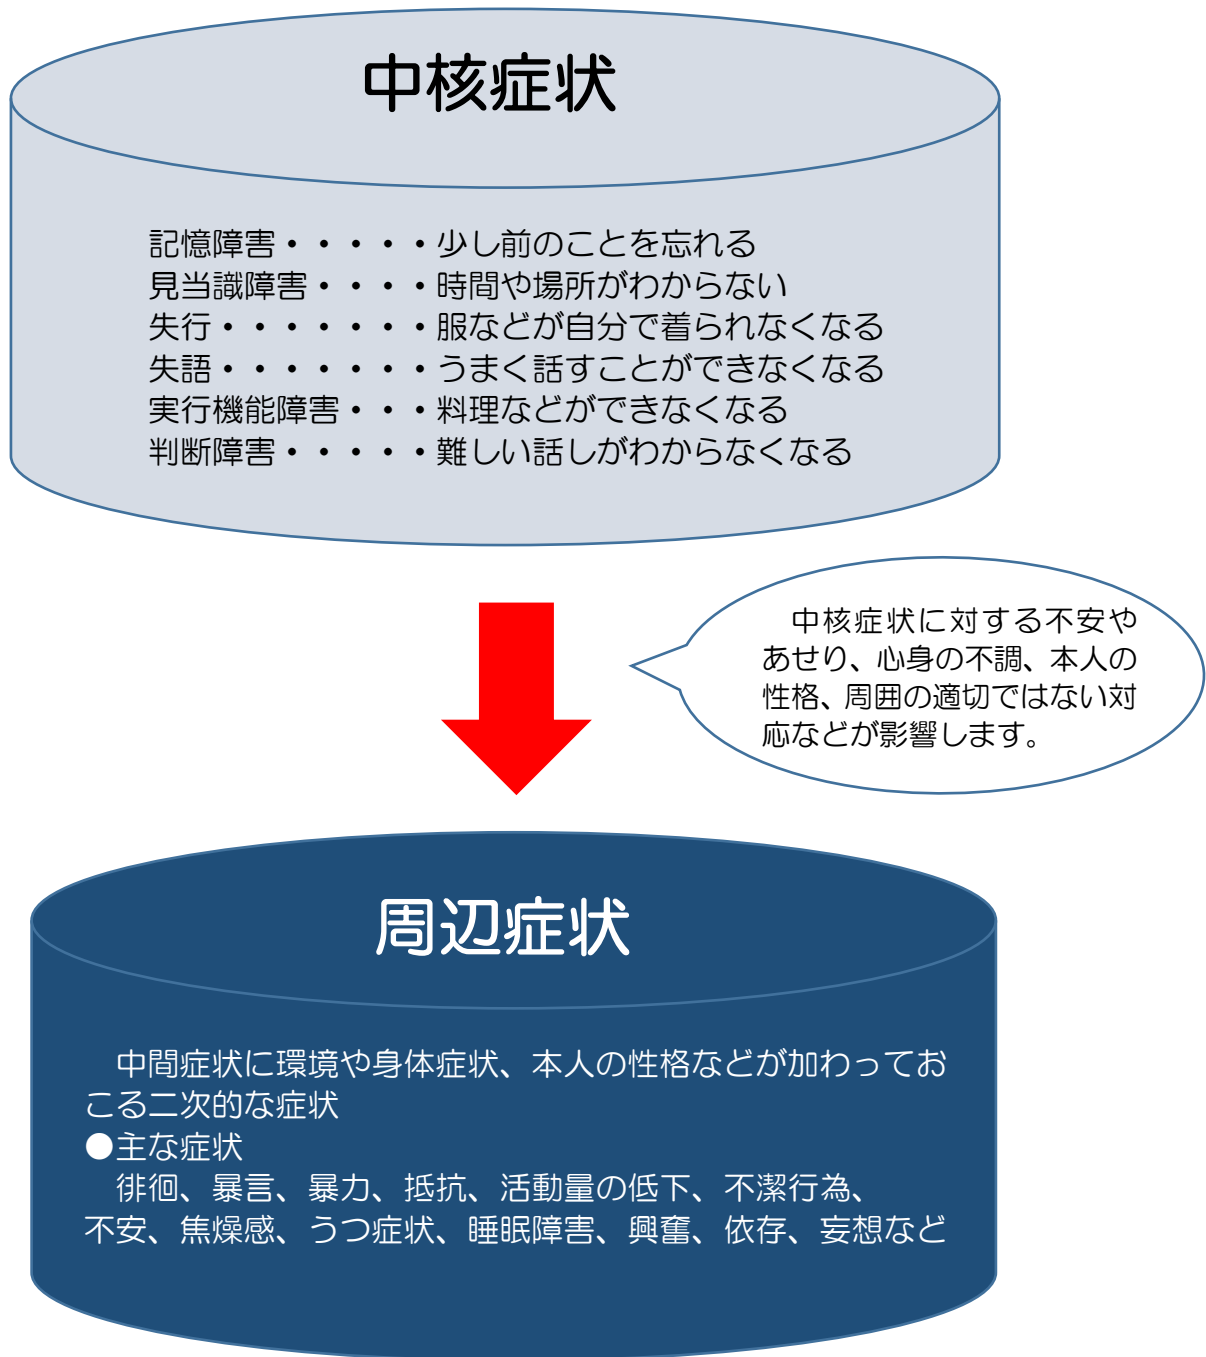 中核症状
記憶障害・・・・・少し前のことを忘れる
見当識障害・・・・時間や場所がわからない
失行・・・・・・・服などが自分で着られなくなる
失語・・・・・・・うまく話すことができなくなる
実行機能障害・・・料理などができなくなる
判断障害・・・・・難しい話しがわからなくなる
中核症状に対する不安や
あせり、心身の不調、本人の
性格、周囲の適切ではない対
応などが影響します。
周辺症状
中間症状に環境や身体症状、本人の性格などが加わってお
こる二次的な症状
●主な症状
徘徊、暴言、暴力、抵抗、活動量の低下、不潔行為、
不安、焦燥感、うつ症状、睡眠障害、興奮、依存、妄想など